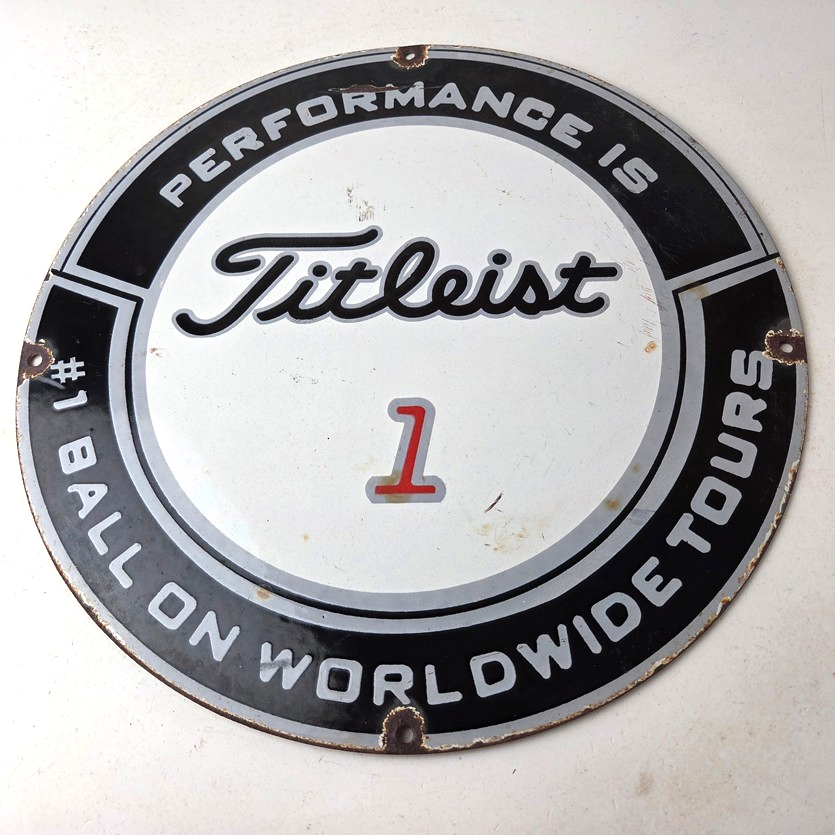 PERFORMANCE IS
Titleist
1
#1 BALL ON WORLDWIDE TOURS